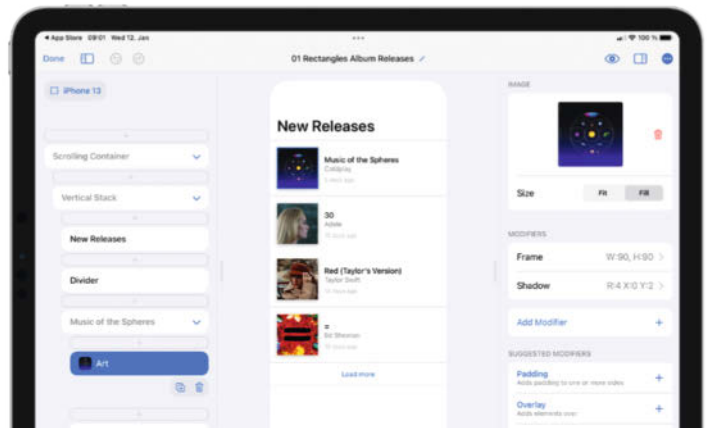 App Store 09:01 Wed 12. Jan
100 %
Done
01 Rectangles Album Releases
iPhone 13
Scrolling Container
Vertical Stack
New Releases
Divider
Music of the Spheres
Art
New Releases
Music of the Spheres
Coldplay
30
Adele
Red (Taylor's Version)
Taylor Swift
=
Ed Sheeran
Load more
IMAGE
Size
Fit
Fill
MODIFIERS
Frame
W:90, H:90
Shadow
R:4 X:0 Y:2
Add Modifier
SUGGESTED MODIFIERS
Padding
Adds padding to one or more sides
Overlay
Adds elements over